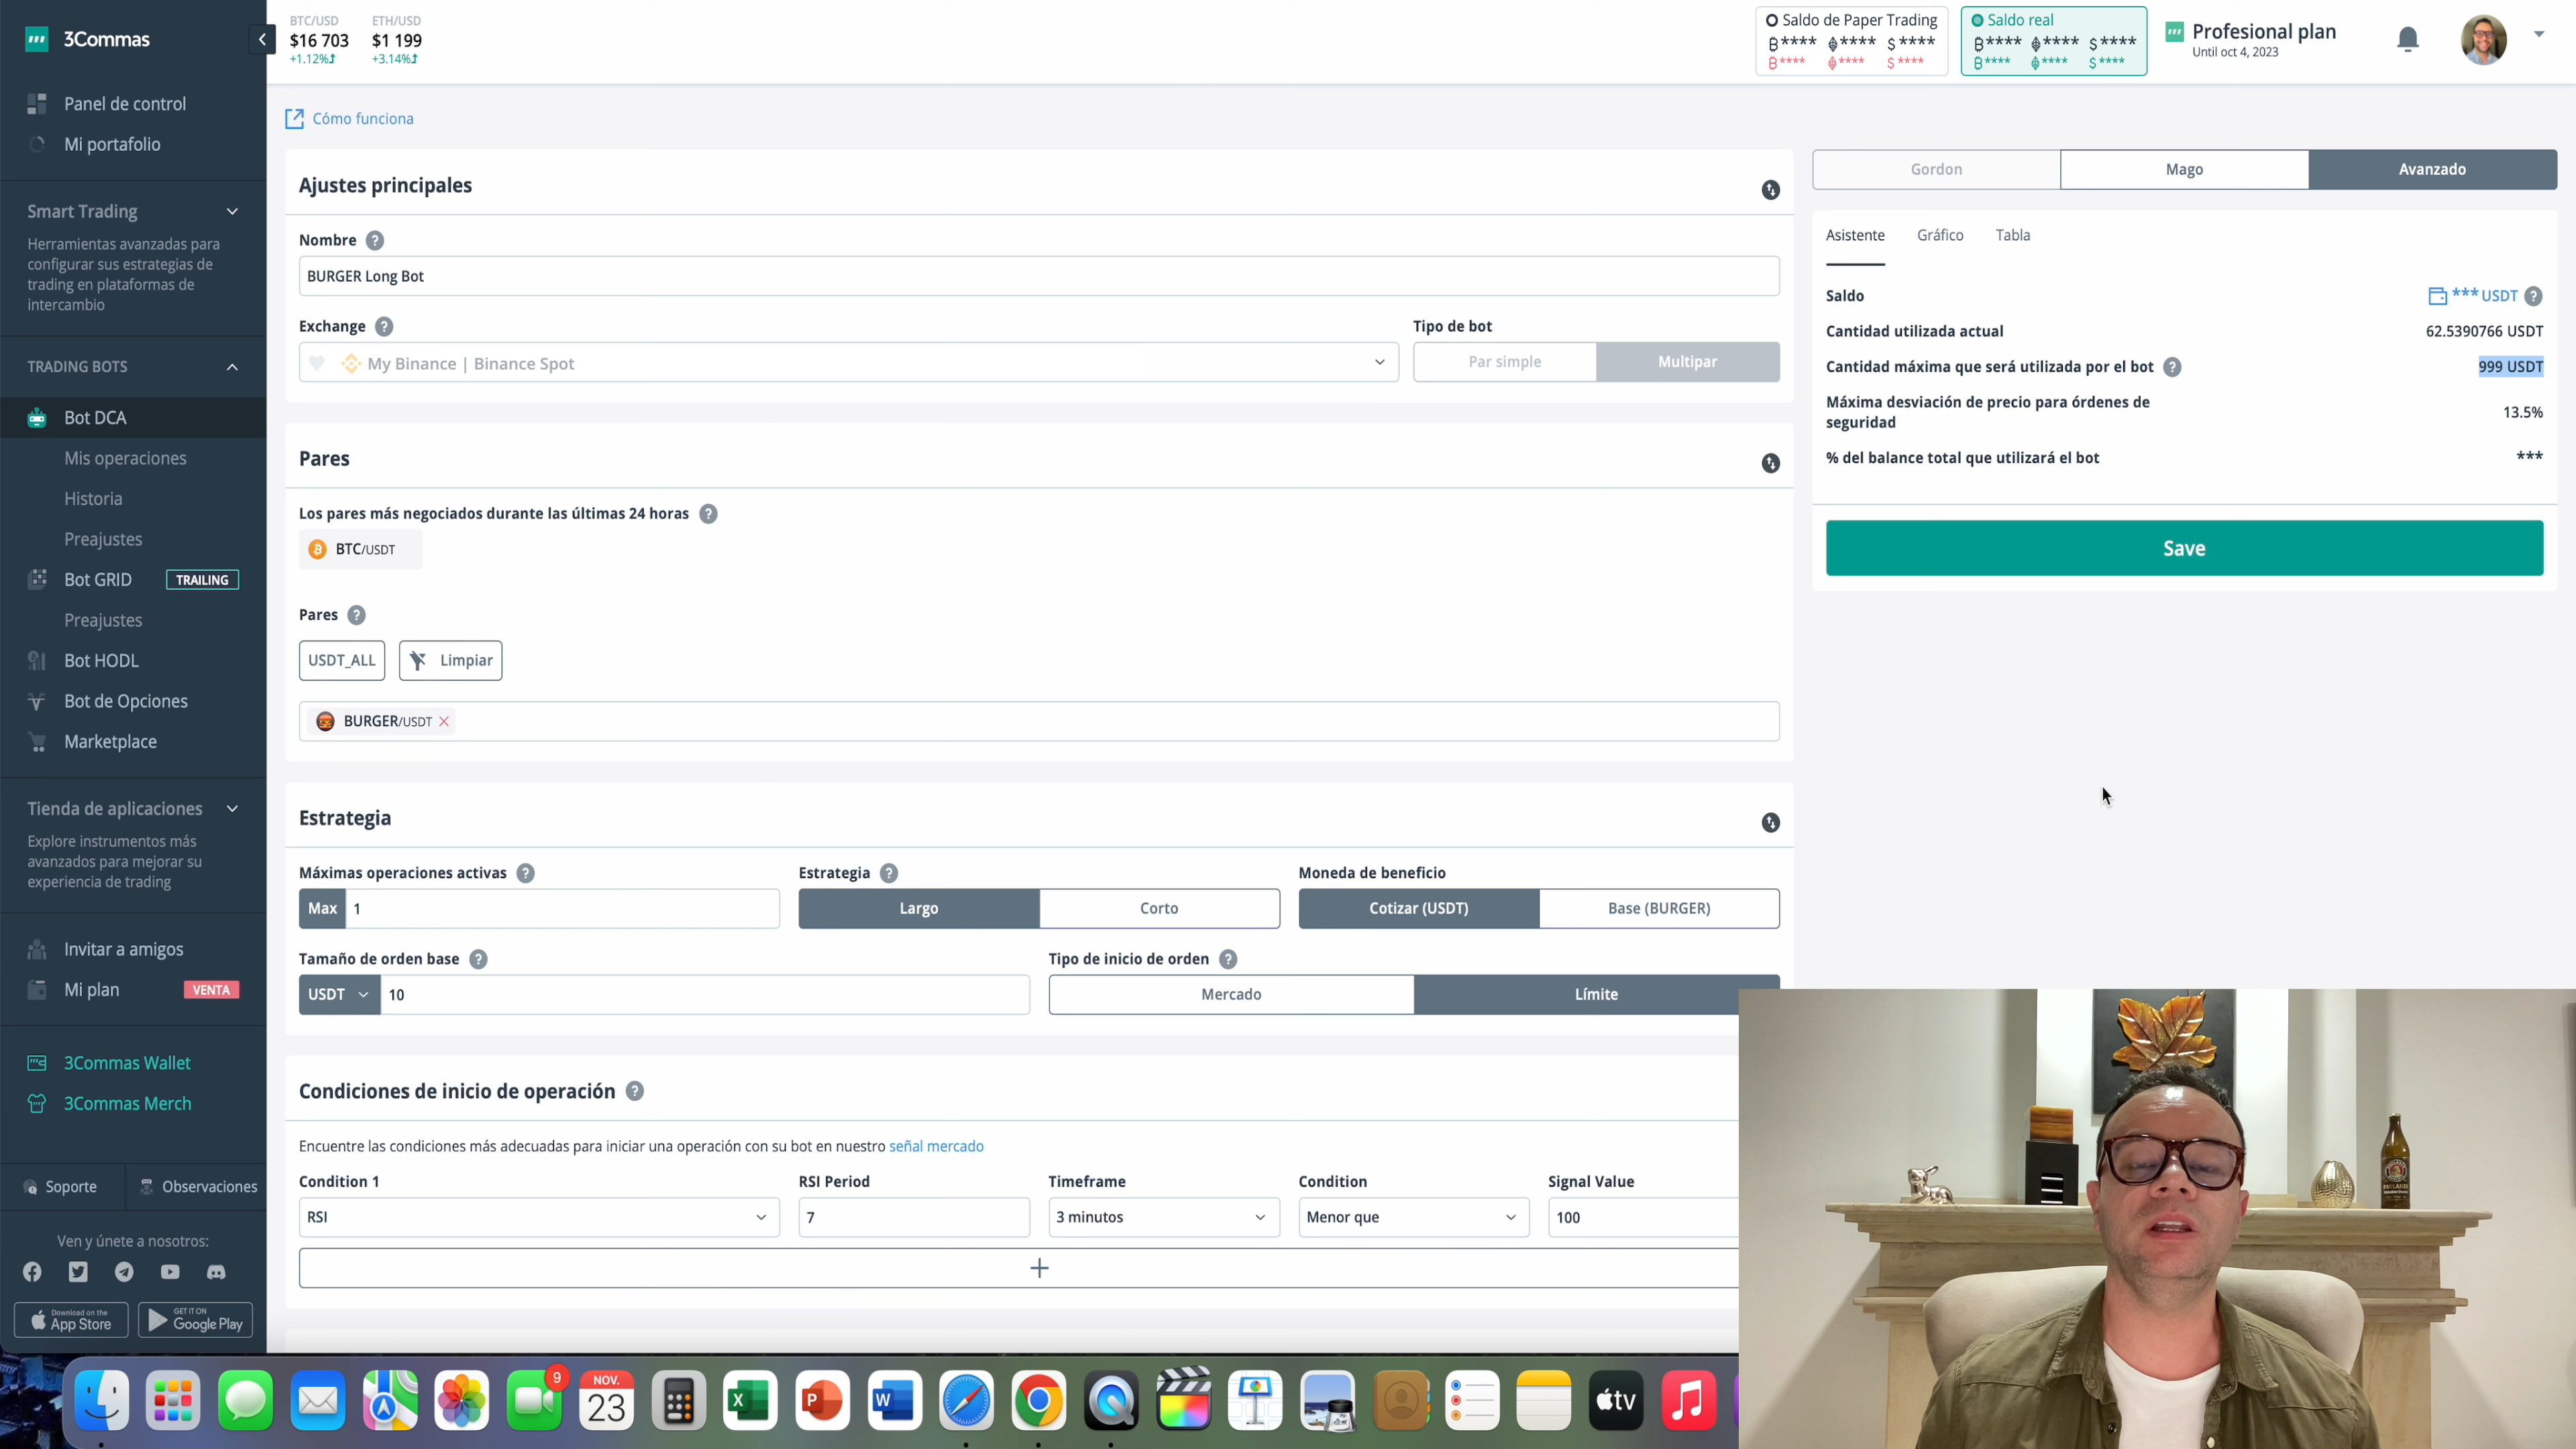 3Commas
BTC/USD
$16 703
+1.12%
ETH/USD
$1 199
+3.14%
Saldo de Paper Trading
**** **** $ ****
**** **** $ ****
Saldo real
**** **** $ ****
**** **** $ ****
Profesional plan
Until oct 4, 2023
Panel de control
Mi portafolio
Smart Trading
Herramientas avanzadas para
configurar sus estrategias de
trading en plataformas de
intercambio
TRADING BOTS
Bot DCA
Mis operaciones
Historia
Preajustes
Bot GRID TRAILING
Preajustes
Bot HODL
Bot de Opciones
Marketplace
Tienda de aplicaciones
Explore instrumentos más
avanzados para mejorar su
experiencia de trading
Invitar a amigos
Mi plan VENTA
3Commas Wallet
3Commas Merch
Soporte Observaciones
Ven y únete a nosotros:
Download on the
App Store
GET IT ON
Google Play
Cómo funciona
Ajustes principales
Nombre ?
BURGER Long Bot
Exchange ?
My Binance | Binance Spot
Tipo de bot
Par simple Multipar
Pares
Los pares más negociados durante las últimas 24 horas ?
BTC/USDT
Pares ?
USDT_ALL Limpiar
BURGER/USDT
Estrategia
Máximas operaciones activas ?
Max 1
Estrategia ?
Largo Corto
Moneda de beneficio
Cotizar (USDT) Base (BURGER)
Tamaño de orden base ?
USDT 10
Tipo de inicio de orden ?
Mercado Límite
Condiciones de inicio de operación ?
Encuentre las condiciones más adecuadas para iniciar una operación con su bot en nuestro señal mercado
Condition 1 RSI Period Timeframe Condition Signal Value
RSI 7 3 minutos Menor que 100
+
Gordon Mago Avanzado
Asistente Gráfico Tabla
Saldo *** USDT ?
Cantidad utilizada actual 62.5390766 USDT
Cantidad máxima que será utilizada por el bot ? 999 USDT
Máxima desviación de precio para órdenes de
seguridad 13.5%
% del balance total que utilizará el bot ***
Save
9
NOV.
23
X
P
W
tv
PAULANER